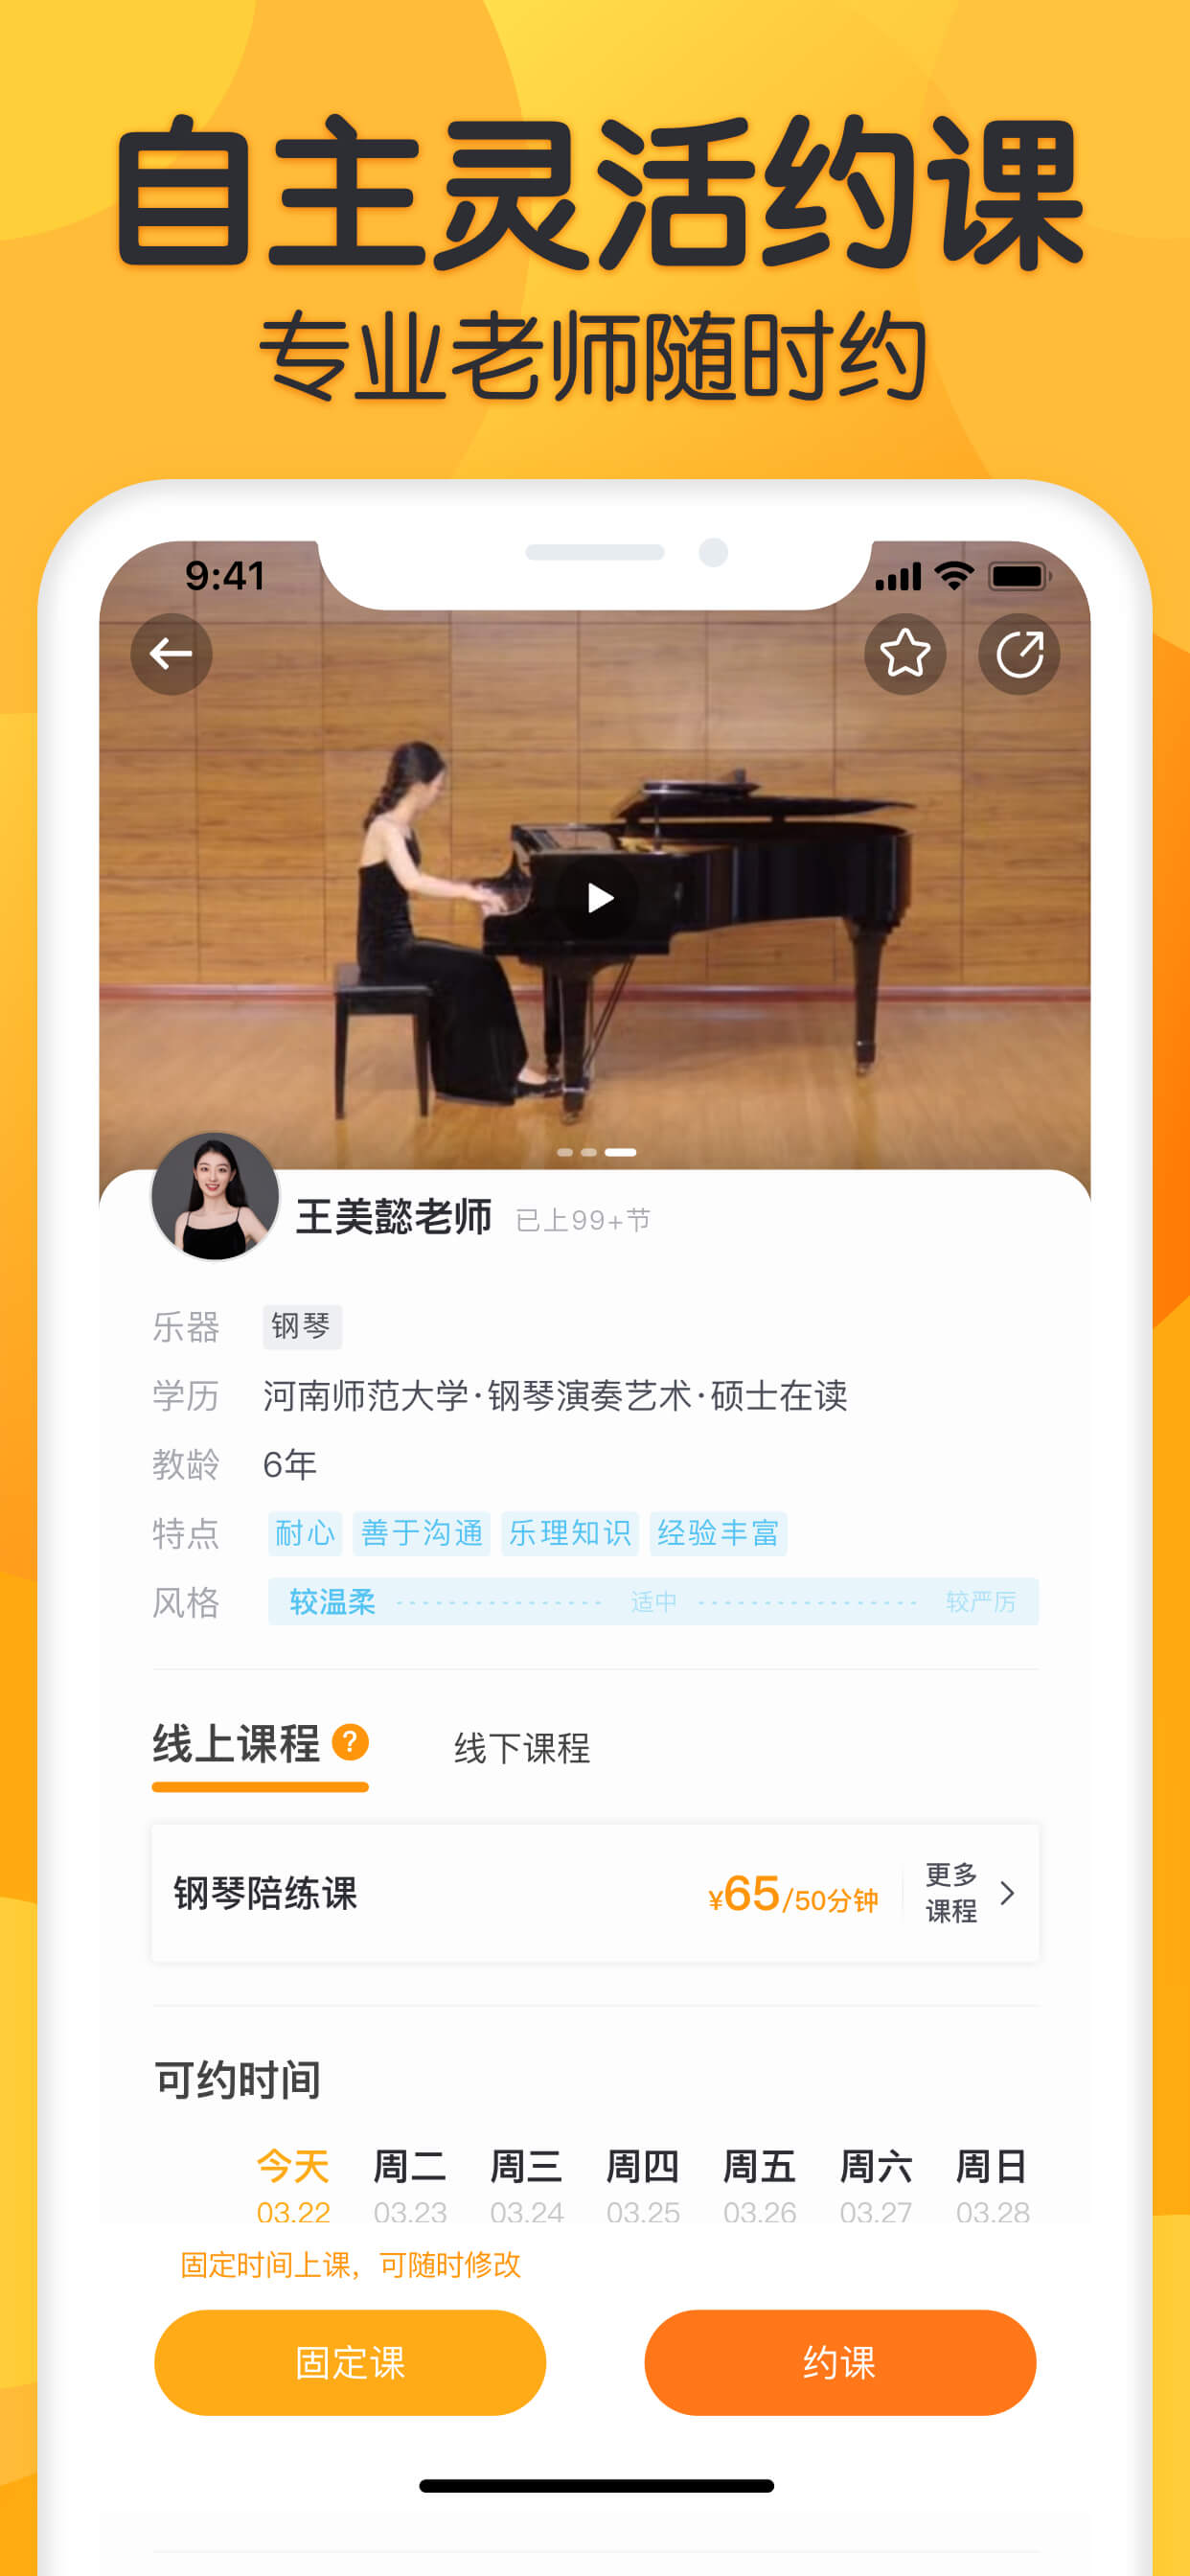 自主灵活约课
专业老师随时约
9:41
王美懿老师 已上99+节
乐器 钢琴
学历 河南师范大学·钢琴演奏艺术·硕士在读
教龄 6年
特点 耐心 善于沟通 乐理知识 经验丰富
风格 较温柔 适中 较严厉
线上课程 ? 线下课程
钢琴陪练课 ¥65/50分钟 更多
课程
可约时间
今天 周二 周三 周四 周五 周六 周日
03.22 03.23 03.24 03.25 03.26 03.27 03.28
固定时间上课，可随时修改
固定课 约课